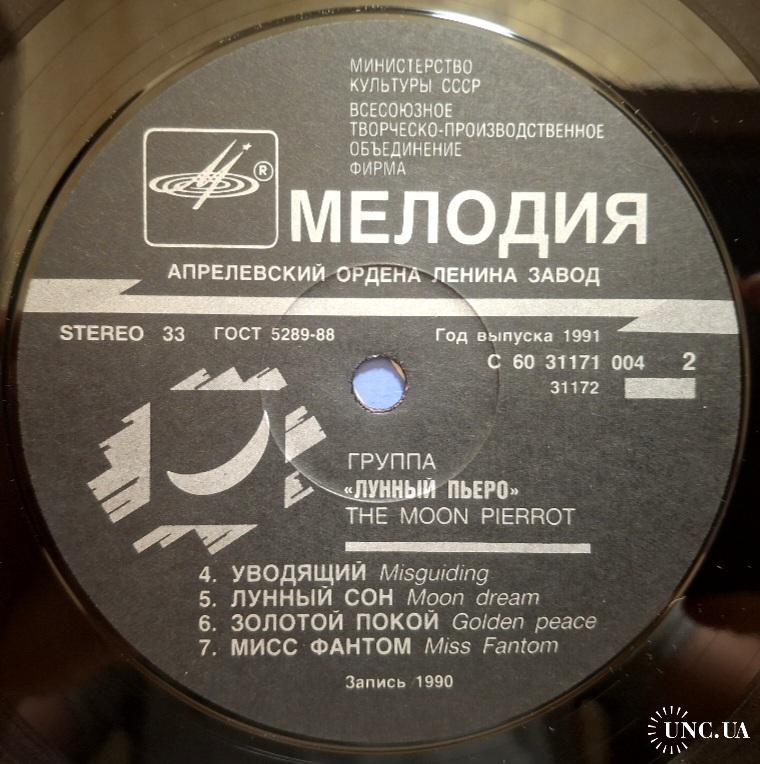 МИНИСТЕРСТВО
КУЛЬТУРЫ СССР
ВСЕСОЮЗНОЕ
ТВОРЧЕСКО-ПРОИЗВОДСТВЕННОЕ
ОБЪЕДИНЕНИЕ
ФИРМА
®
МЕЛОДИЯ
АПРЕЛЕВСКИЙ ОРДЕНА ЛЕНИНА ЗАВОД
STEREO 33 ГОСТ 5289-88 Год выпуска 1991
С 60 31171 004 2
31172
ГРУППА
«ЛУННЫЙ ПЬЕРО»
THE MOON PIERROT
4. УВОДЯЩИЙ Misguiding
5. ЛУННЫЙ СОН Moon dream
6. ЗОЛОТОЙ ПОКОЙ Golden peace
7. МИСС ФАНТОМ Miss Fantom
Запись 1990
UNC.UA